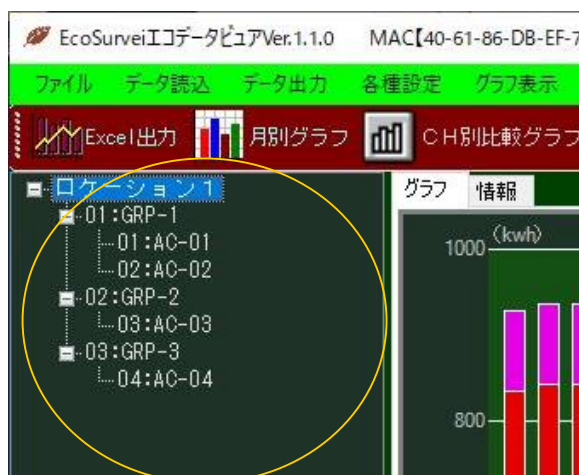 EcoSurveiエコデータビュアVer.1.1.0 MAC【40-61-86-DB-EF-7
ファイル データ読込 データ出力 各種設定 グラフ表示
Excel出力 月別グラフ CH別比較グラフ
ロケーション1 グラフ 情報
01:GRP-1
(kwh)
1000
01:AC-01
02:AC-02
02:GRP-2
03:AC-03
03:GRP-3
04:AC-04
800